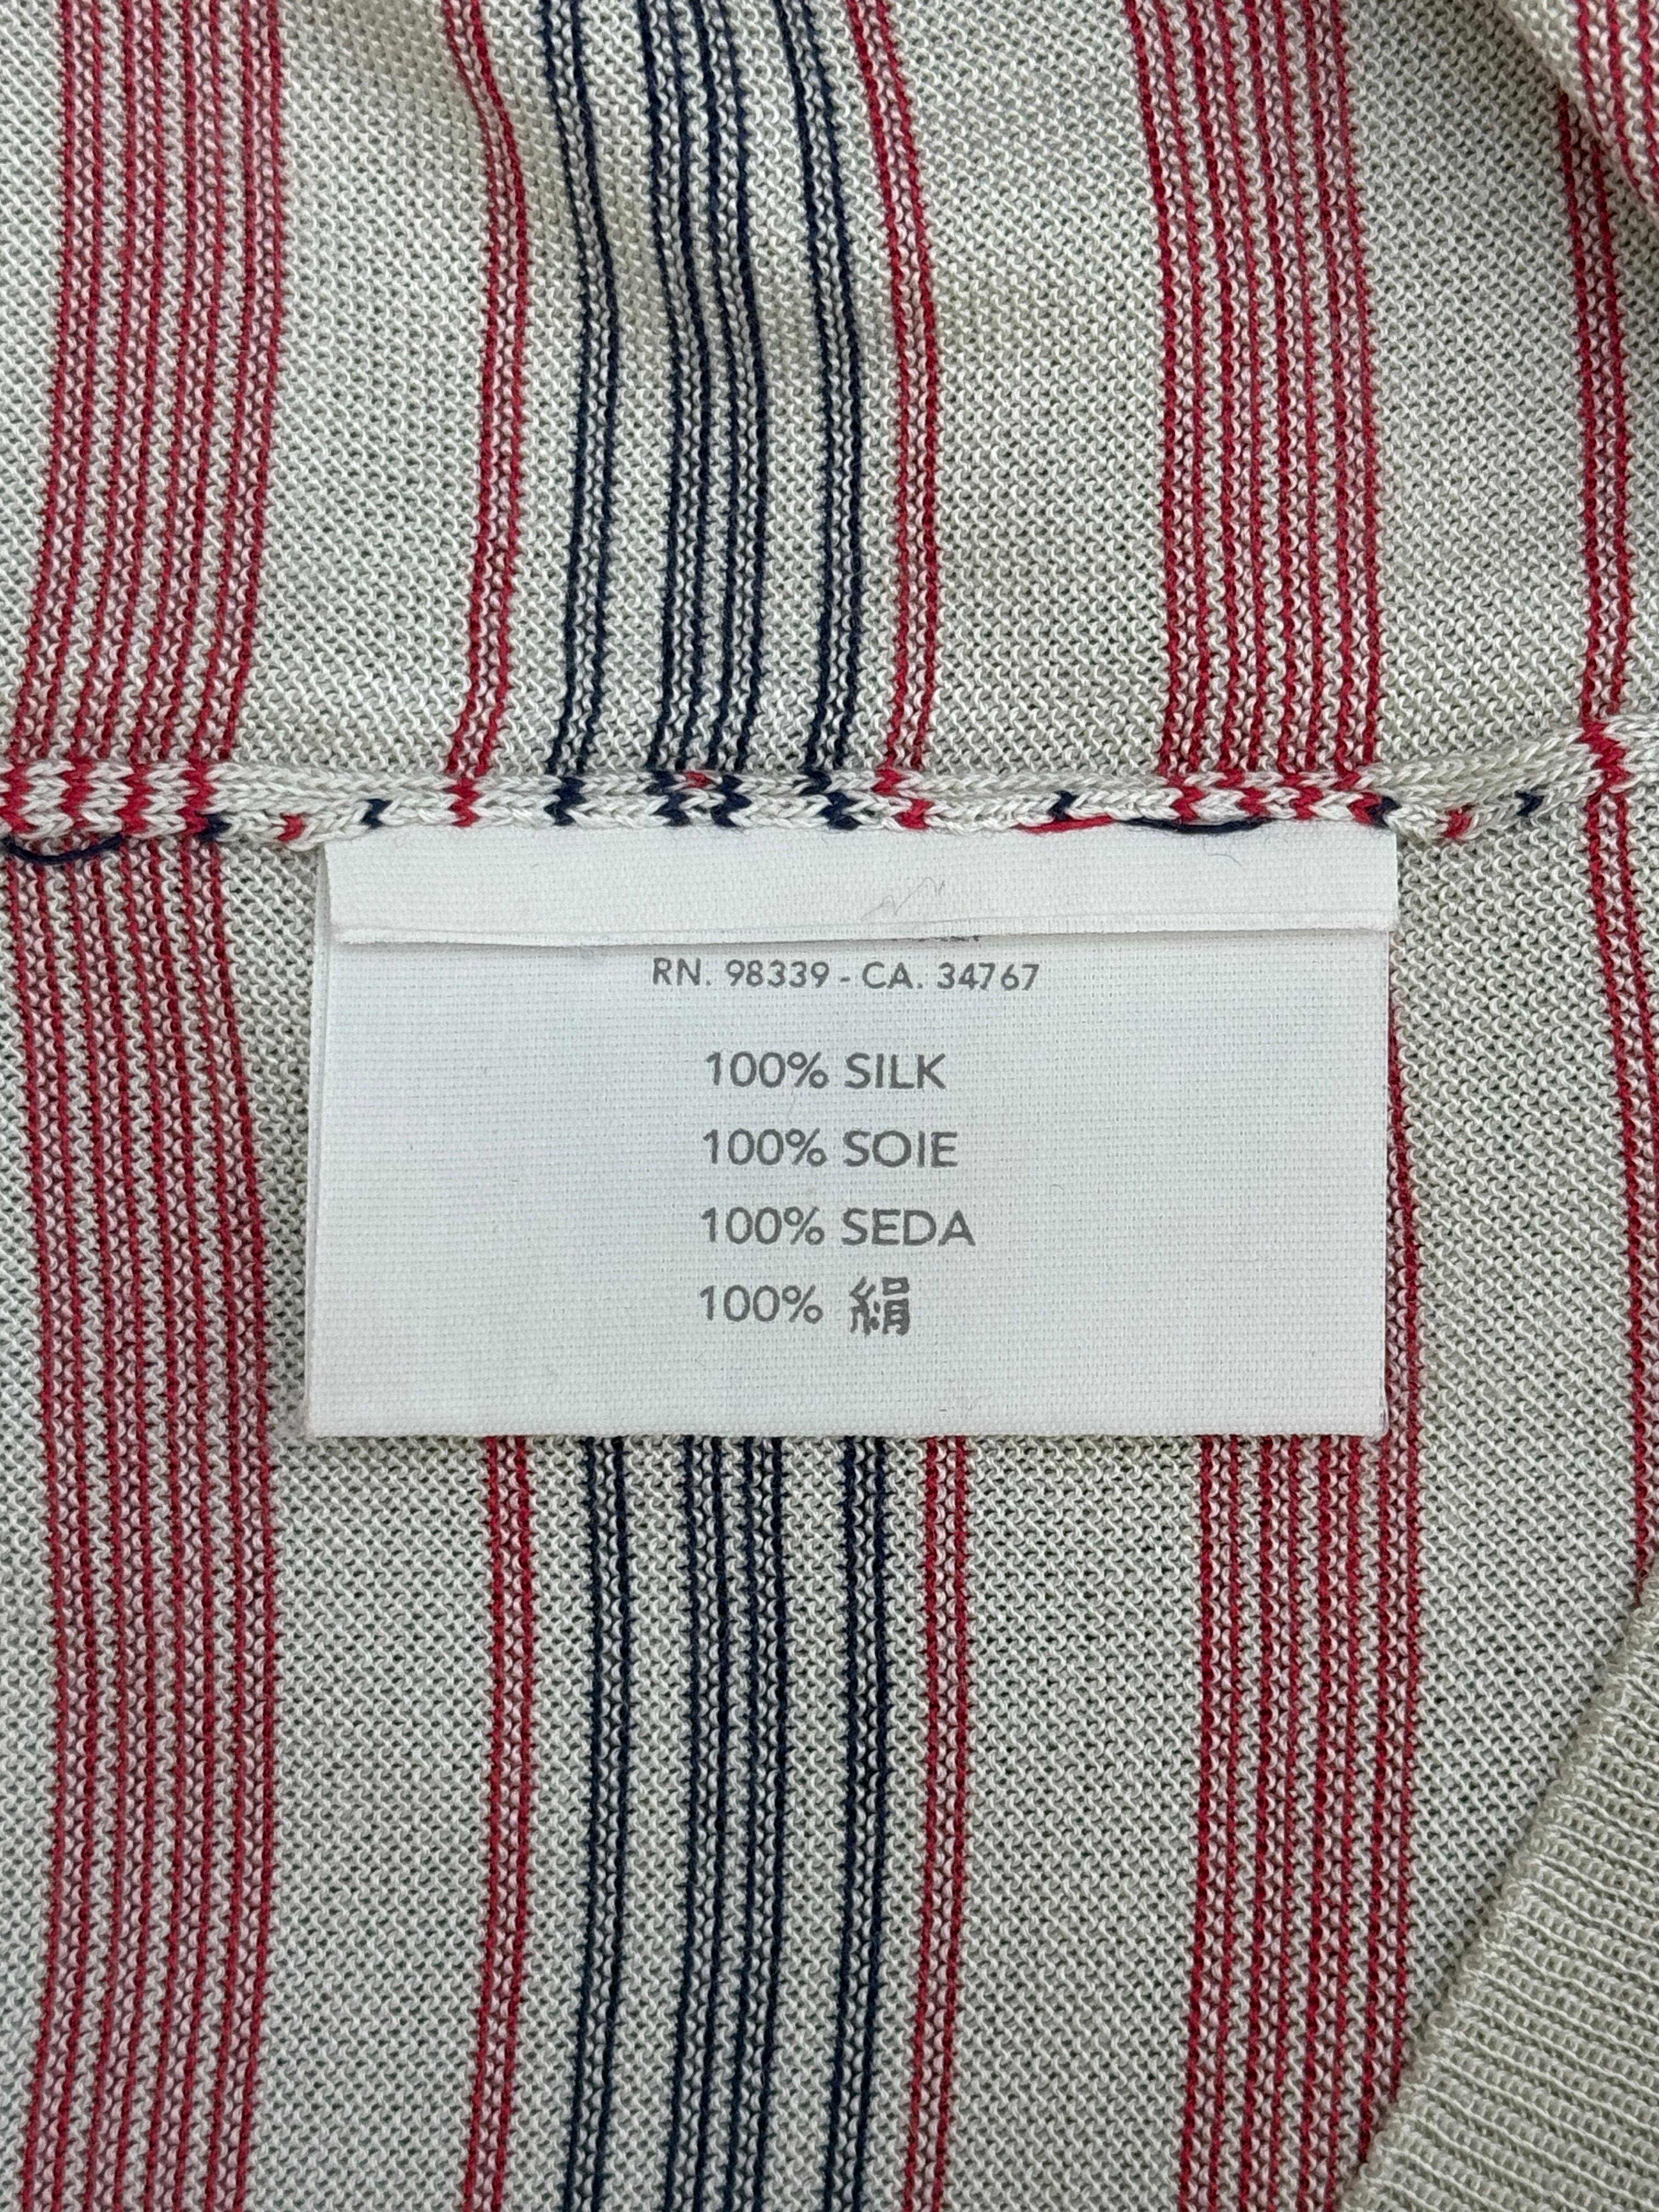 RN. 98339 - CA. 34767
100% SILK
100% SOIE
100% SEDA
100% 絹